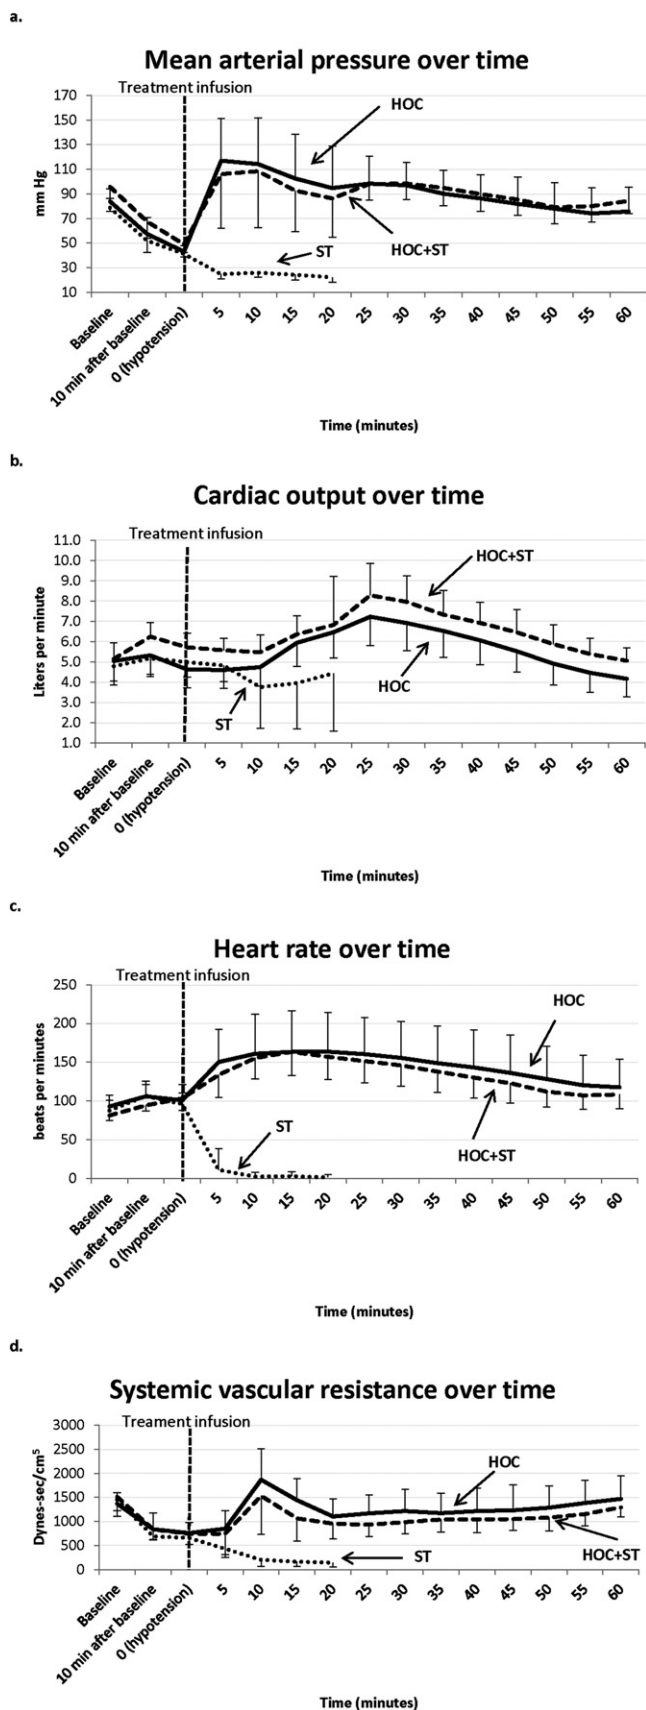 a.
Mean arterial pressure over time
Treatment infusion
170
150
130
110
90
70
50
30
10
mm Hg
HOC
HOC+ST
ST
Baseline
10 min after baseline
0 (hypotension)
5
10
15
20
25
30
35
40
45
50
55
60
Time (minutes)
b.
Cardiac output over time
Treatment infusion
11.0
10.0
9.0
8.0
7.0
6.0
5.0
4.0
3.0
2.0
1.0
Liters per minute
HOC+ST
HOC
ST
Baseline
10 min after baseline
0 (hypotension)
5
10
15
20
25
30
35
40
45
50
55
60
Time (minutes)
c.
Heart rate over time
Treatment infusion
250
200
150
100
50
0
beats per minutes
HOC
ST
HOC+ST
Baseline
10 min after baseline
0 (hypotension)
5
10
15
20
25
30
35
40
45
50
55
60
Time (minutes)
d.
Systemic vascular resistance over time
Treament infusion
3000
2500
2000
1500
1000
500
0
Dynes-sec/cm⁵
HOC
ST
HOC+ST
Baseline
10 min after baseline
0 (hypotension)
5
10
15
20
25
30
35
40
45
50
55
60
Time (minutes)